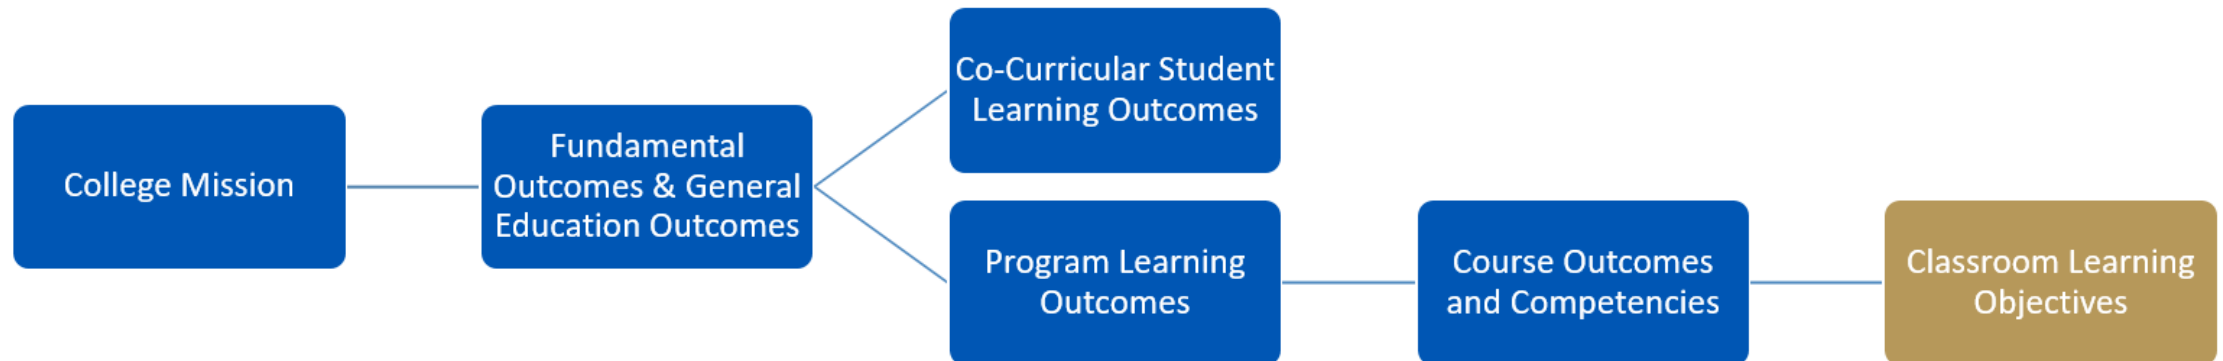 College Mission
Fundamental
Outcomes & General
Education Outcomes
Co-Curricular Student
Learning Outcomes
Program Learning
Outcomes
Course Outcomes
and Competencies
Classroom Learning
Objectives